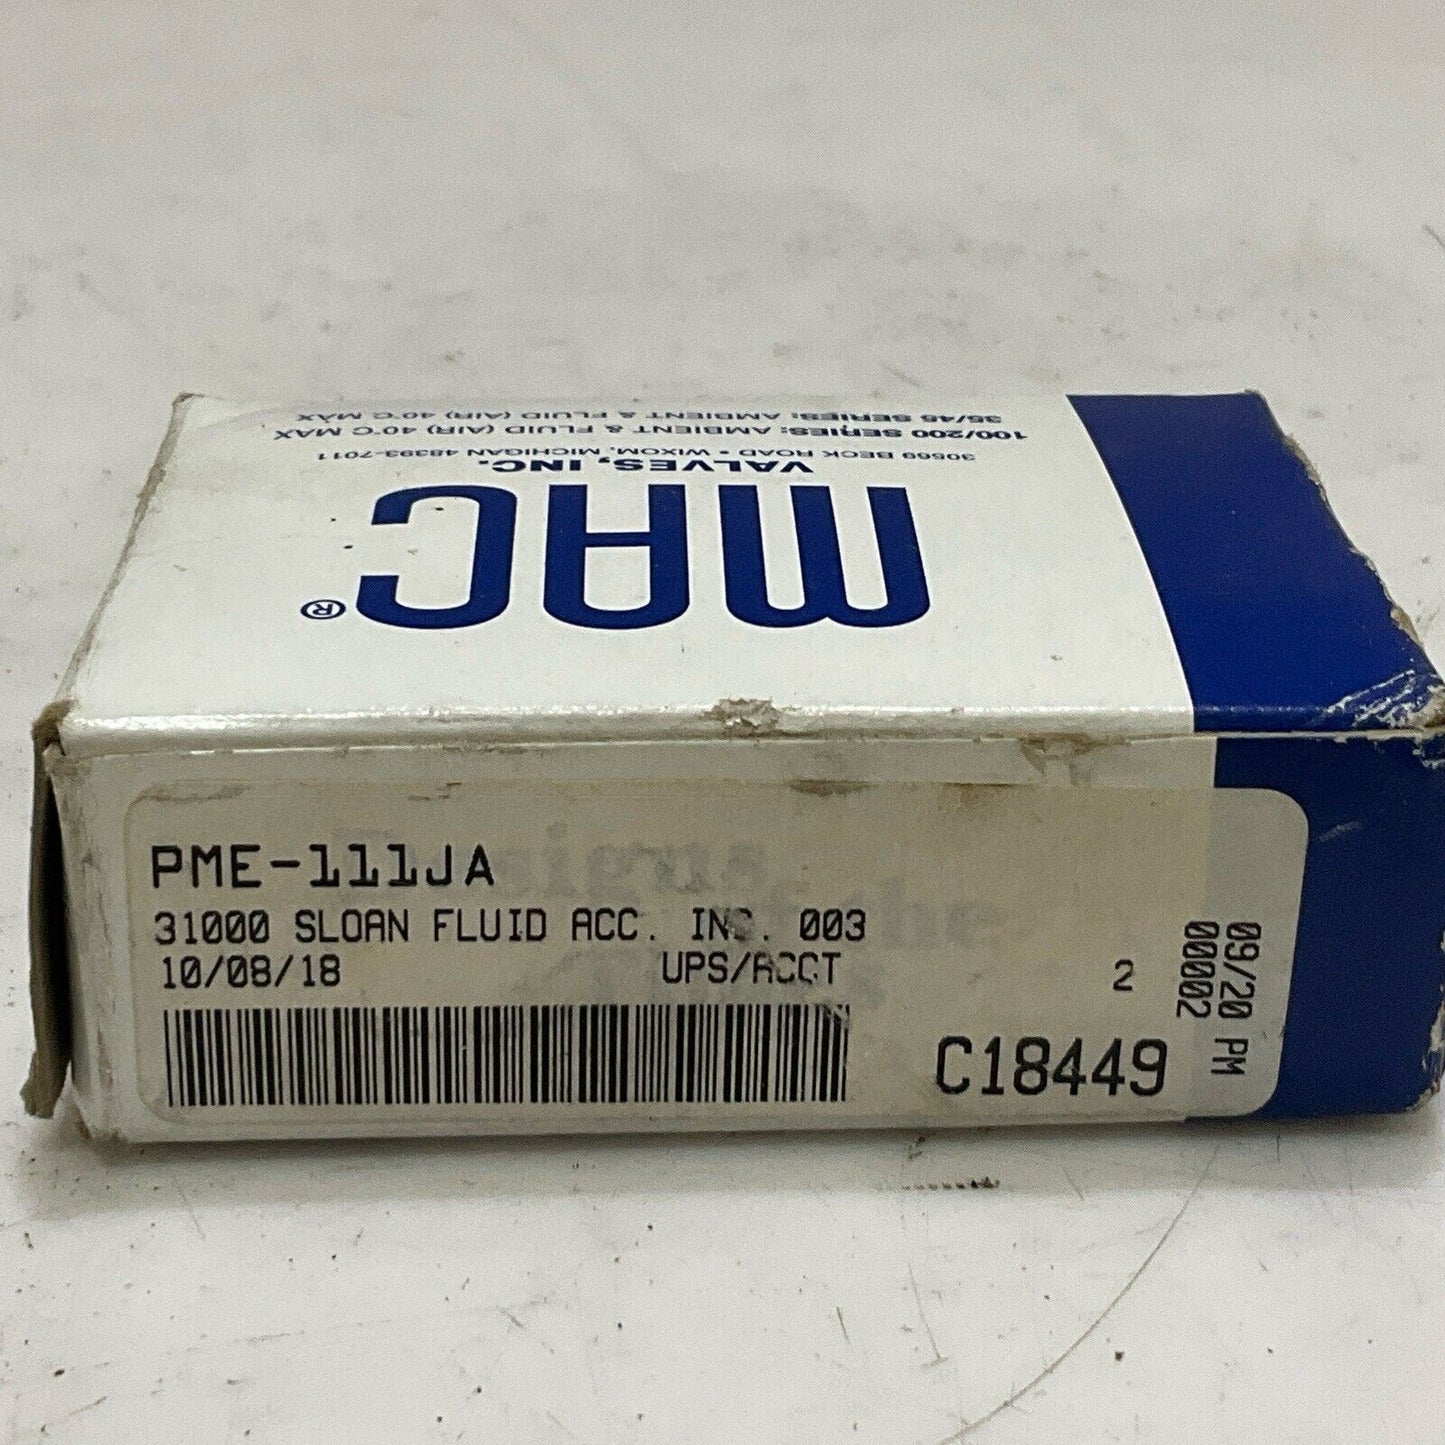 MAC®
VALVES, INC.
30569 BECK ROAD • WIXOM, MICHIGAN 48393-7011
100/200 SERIES: AMBIENT & FLUID (AIR) 40°C MAX
35/45 SERIES: AMBIENT & FLUID (AIR) 40°C MAX
PME-111JA
31000 SLOAN FLUID ACC. INC. 003
10/08/18 UPS/ACCT 2
C18449
09/20 PM
00002